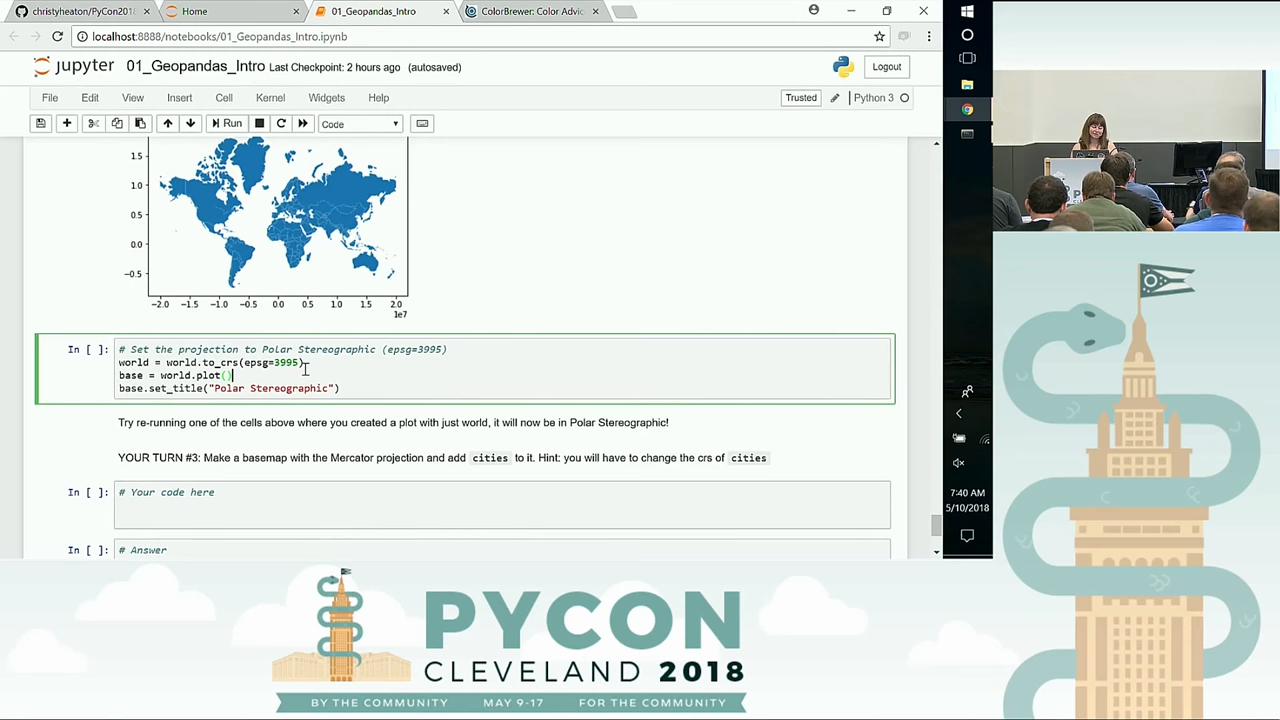 christyheaton/PyCon2018
Home
01_Geopandas_Intro
ColorBrewer: Color Advic
localhost:8888/notebooks/01_Geopandas_Intro.ipynb
jupyter 01_Geopandas_Intro Last Checkpoint: 2 hours ago (autosaved)
Logout
File Edit View Insert Cell Kernel Widgets Help
Trusted
Python 3
Run
Code
1.5
1.0
0.5
0.0
−0.5
−2.0 −1.5 −1.0 −0.5 0.0 0.5 1.0 1.5 2.0
1e7
In [ ]:
# Set the projection to Polar Stereographic (epsg=3995)
world = world.to_crs(epsg=3995)
base = world.plot()
base.set_title("Polar Stereographic")
Try re-running one of the cells above where you created a plot with just world, it will now be in Polar Stereographic!
YOUR TURN #3: Make a basemap with the Mercator projection and add cities to it. Hint: you will have to change the crs of cities
In [ ]:
# Your code here
In [ ]:
# Answer
7:40 AM
5/10/2018
PYCON
PYCON
CLEVELAND 2018
BY THE COMMUNITY MAY 9-17 FOR THE COMMUNITY